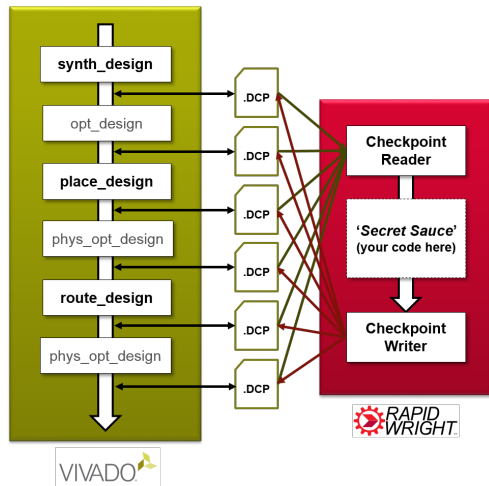 synth_design
opt_design
place_design
phys_opt_design
route_design
phys_opt_design
.DCP
.DCP
.DCP
.DCP
.DCP
.DCP
Checkpoint
Reader
‘Secret Sauce’
(your code here)
Checkpoint
Writer
VIVADO
RAPID
WRIGHT